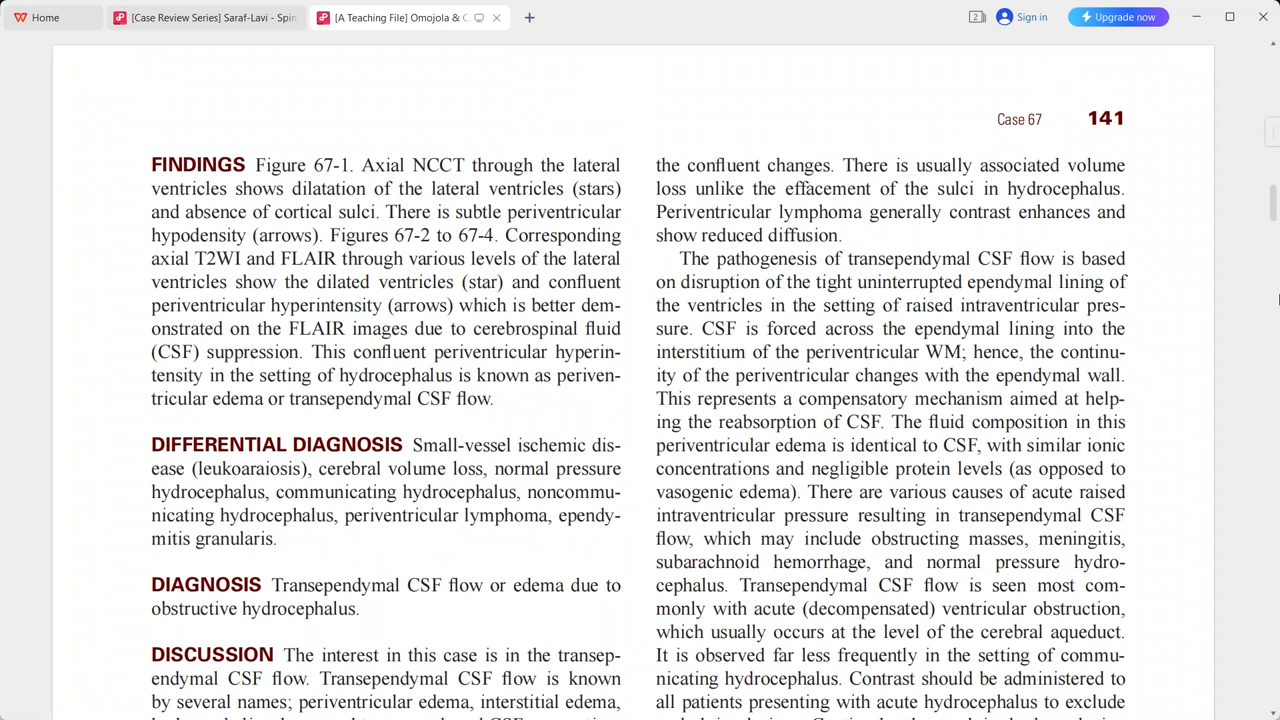 Home
[Case Review Series] Saraf-Lavi - Spin
[A Teaching File] Omojola & C
2
Sign in
Upgrade now
Case 67 141
FINDINGS Figure 67-1. Axial NCCT through the lateral
ventricles shows dilatation of the lateral ventricles (stars)
and absence of cortical sulci. There is subtle periventricular
hypodensity (arrows). Figures 67-2 to 67-4. Corresponding
axial T2WI and FLAIR through various levels of the lateral
ventricles show the dilated ventricles (star) and confluent
periventricular hyperintensity (arrows) which is better dem-
onstrated on the FLAIR images due to cerebrospinal fluid
(CSF) suppression. This confluent periventricular hyperin-
tensity in the setting of hydrocephalus is known as periven-
tricular edema or transependymal CSF flow.
DIFFERENTIAL DIAGNOSIS Small-vessel ischemic dis-
ease (leukoaraiosis), cerebral volume loss, normal pressure
hydrocephalus, communicating hydrocephalus, noncommu-
nicating hydrocephalus, periventricular lymphoma, ependy-
mitis granularis.
DIAGNOSIS Transependymal CSF flow or edema due to
obstructive hydrocephalus.
DISCUSSION The interest in this case is in the transep-
endymal CSF flow. Transependymal CSF flow is known
by several names; periventricular edema, interstitial edema,
the confluent changes. There is usually associated volume
loss unlike the effacement of the sulci in hydrocephalus.
Periventricular lymphoma generally contrast enhances and
show reduced diffusion.
The pathogenesis of transependymal CSF flow is based
on disruption of the tight uninterrupted ependymal lining of
the ventricles in the setting of raised intraventricular pres-
sure. CSF is forced across the ependymal lining into the
interstitium of the periventricular WM; hence, the continu-
ity of the periventricular changes with the ependymal wall.
This represents a compensatory mechanism aimed at help-
ing the reabsorption of CSF. The fluid composition in this
periventricular edema is identical to CSF, with similar ionic
concentrations and negligible protein levels (as opposed to
vasogenic edema). There are various causes of acute raised
intraventricular pressure resulting in transependymal CSF
flow, which may include obstructing masses, meningitis,
subarachnoid hemorrhage, and normal pressure hydro-
cephalus. Transependymal CSF flow is seen most com-
monly with acute (decompensated) ventricular obstruction,
which usually occurs at the level of the cerebral aqueduct.
It is observed far less frequently in the setting of commu-
nicating hydrocephalus. Contrast should be administered to
all patients presenting with acute hydrocephalus to exclude